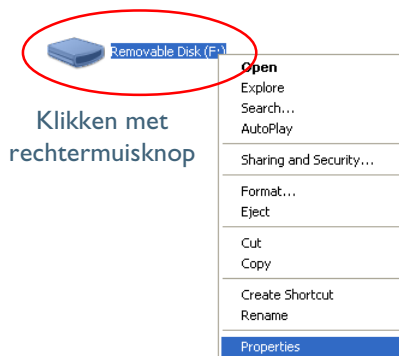 Removable Disk (F:)
Klikken met
rechtermuisknop
Open
Explore
Search...
AutoPlay
Sharing and Security...
Format...
Eject
Cut
Copy
Create Shortcut
Rename
Properties